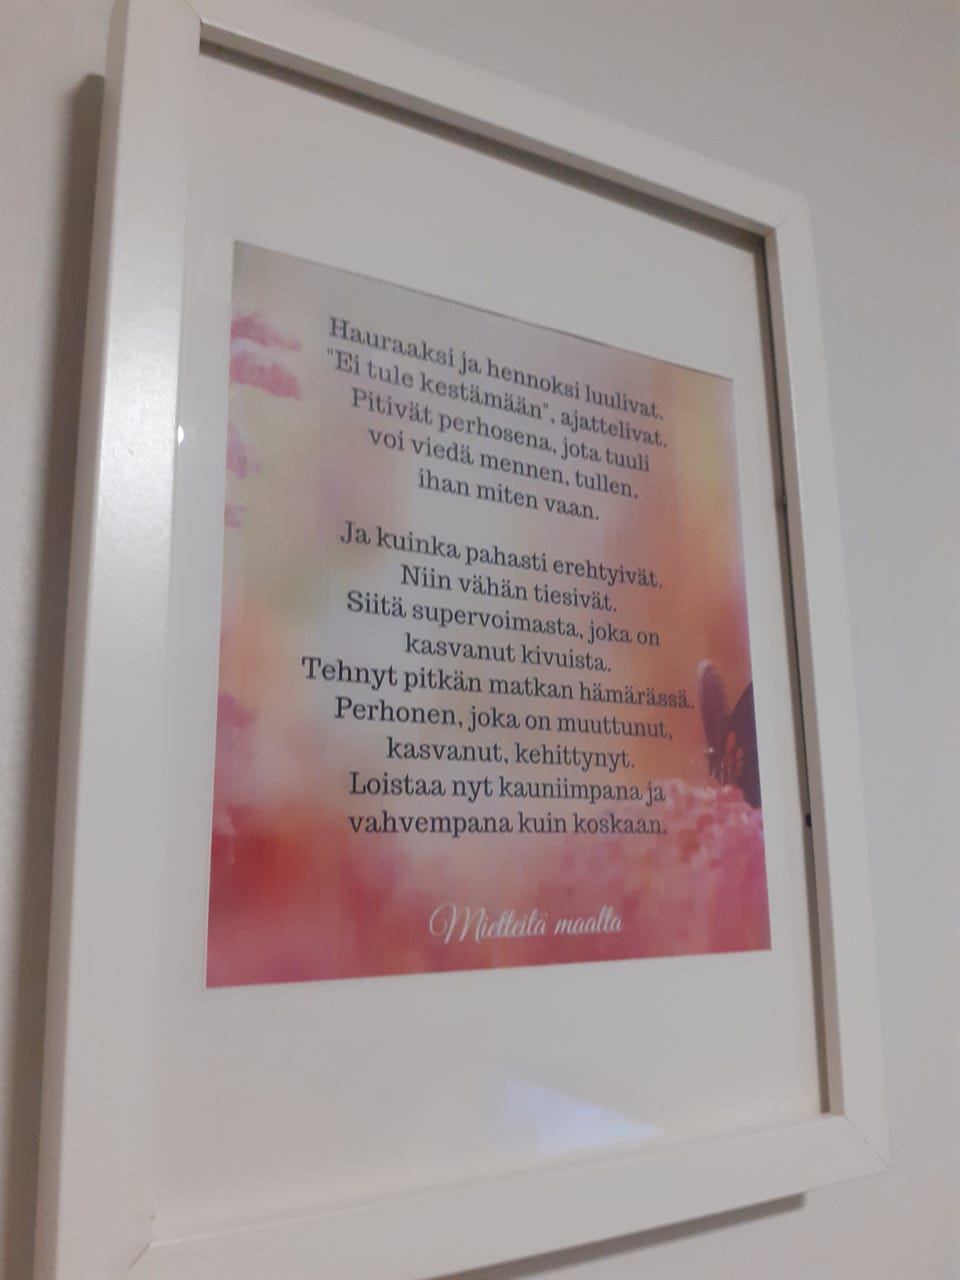 Hauraaksi ja hennoksi luulivat.
"Ei tule kestämään", ajattelivat.
Pitivät perhosena, jota tuuli
voi viedä mennen, tullen.
ihan miten vaan.
Ja kuinka pahasti erehtyivät.
Niin vähän tiesivät.
Siitä supervoimasta, joka on
kasvanut kivuista.
Tehnyt pitkän matkan hämärässä.
Perhonen, joka on muuttunut,
kasvanut, kehittynyt.
Loistaa nyt kauniimpana ja
vahvempana kuin koskaan.
Mietteitä maalta